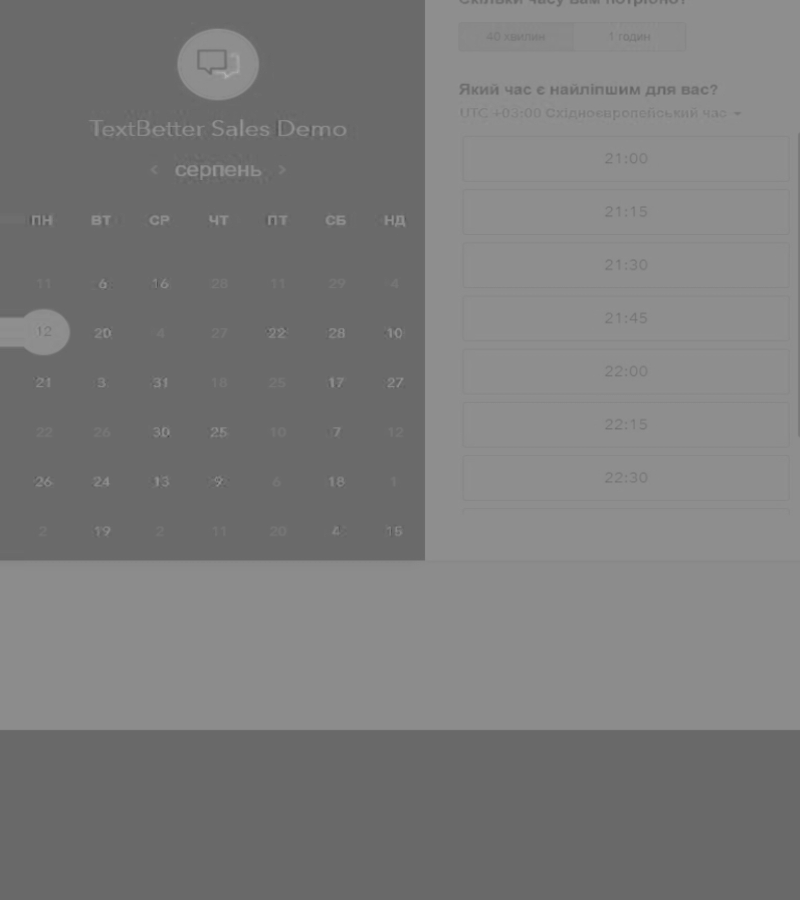 TextBetter Sales Demo
‹ серпень ›
ПН ВТ СР ЧТ ПТ СБ НД
11 6 16 28 11 29 4
12 20 4 27 22 28 10
21 3 31 18 25 17 27
22 26 30 25 10 7 12
26 24 13 9 6 18 1
2 19 2 11 20 4 15
Скільки часу вам потрібно?
40 хвилин 1 годин
Який час є найліпшим для вас?
UTC +03:00 Східноєвропейський час
21:00
21:15
21:30
21:45
22:00
22:15
22:30